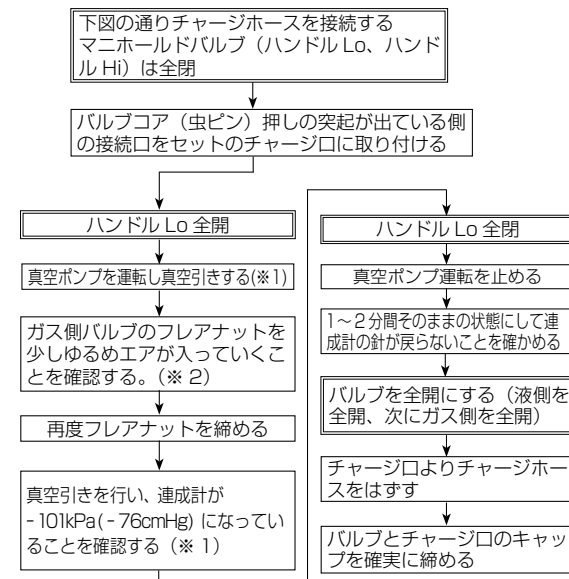 下図の通りチャージホースを接続する
マニホールドバルブ（ハンドル Lo、ハンド
ル Hi）は全閉
バルブコア（虫ピン）押しの突起が出ている側
の接続口をセットのチャージ口に取り付ける
ハンドル Lo 全開
真空ポンプを運転し真空引きする(※1)
ガス側バルブのフレアナットを
少しゆるめエアが入っていくこ
とを確認する。（※ 2）
再度フレアナットを締める
真空引きを行い、連成計が
-101kPa(-76cmHg) になってい
ることを確認する（※ 1）
ハンドル Lo 全閉
真空ポンプ運転を止める
1～2分間そのままの状態にして連
成計の針が戻らないことを確かめる
バルブを全開にする（液側を
全開、次にガス側を全開）
チャージ口よりチャージホー
スをはずす
バルブとチャージ口のキャッ
プを確実に締める